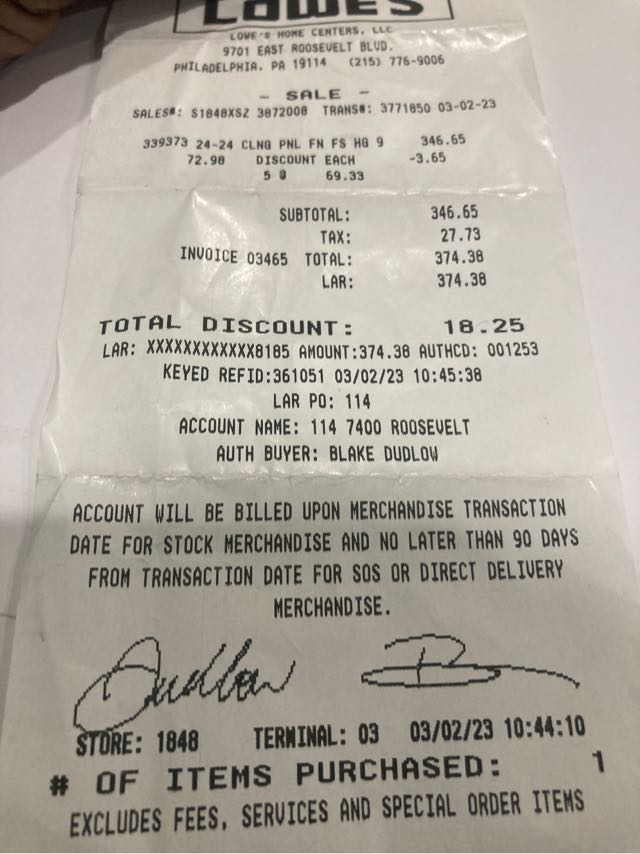 LOWE'S
LOWE'S HOME CENTERS, LLC
9701 EAST ROOSEVELT BLVD.
PHILADELPHIA, PA 19114 (215) 776-9006
- SALE -
SALES#: S1848XSZ 3872008 TRANS#: 3771850 03-02-23
339373 24-24 CLNG PNL FN FS HG 9 346.65
72.98 DISCOUNT EACH -3.65
5 @ 69.33
SUBTOTAL: 346.65
TAX: 27.73
INVOICE 03465 TOTAL: 374.38
LAR: 374.38
TOTAL DISCOUNT: 18.25
LAR: XXXXXXXXXXXX8185 AMOUNT:374.38 AUTHCD: 001253
KEYED REFID:361051 03/02/23 10:45:38
LAR PO: 114
ACCOUNT NAME: 114 7400 ROOSEVELT
AUTH BUYER: BLAKE DUDLOW
ACCOUNT WILL BE BILLED UPON MERCHANDISE TRANSACTION
DATE FOR STOCK MERCHANDISE AND NO LATER THAN 90 DAYS
FROM TRANSACTION DATE FOR SOS OR DIRECT DELIVERY
MERCHANDISE.
Dudlow B
STORE: 1848 TERMINAL: 03 03/02/23 10:44:10
# OF ITEMS PURCHASED: 1
EXCLUDES FEES, SERVICES AND SPECIAL ORDER ITEMS